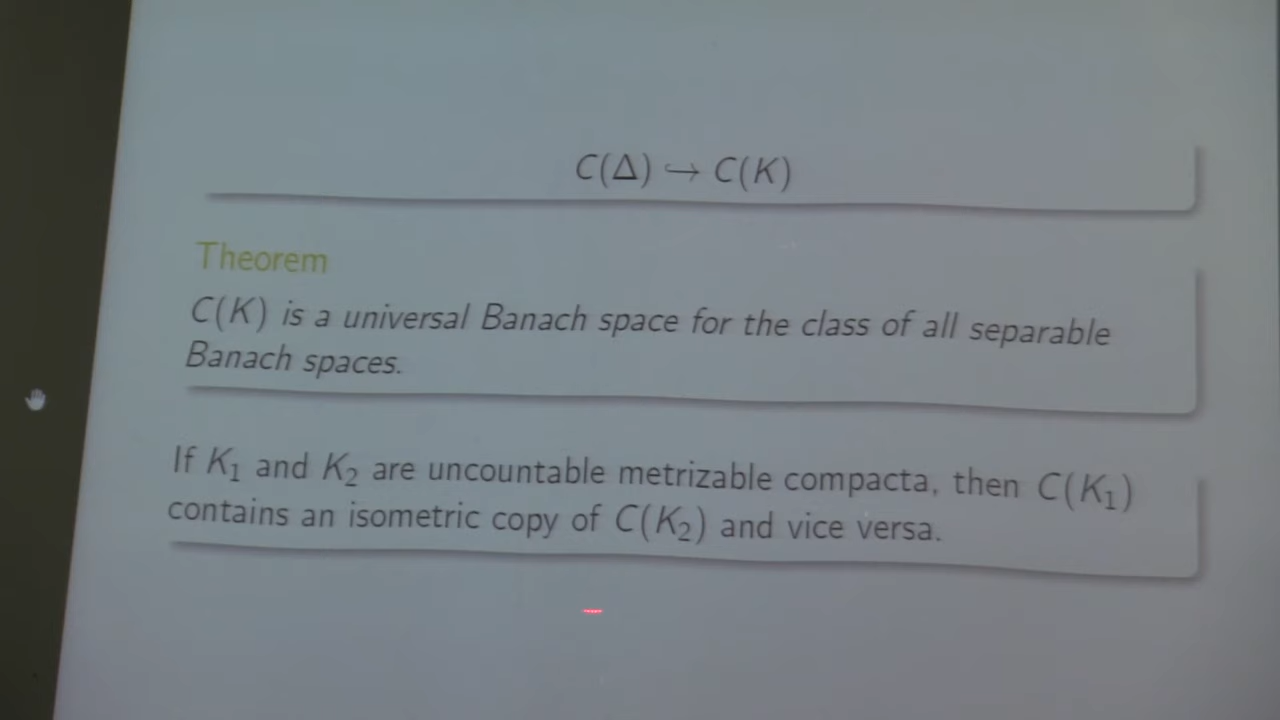 C(Δ) ↪ C(K)
Theorem
C(K) is a universal Banach space for the class of all separable
Banach spaces.
If K₁ and K₂ are uncountable metrizable compacta, then C(K₁)
contains an isometric copy of C(K₂) and vice versa.